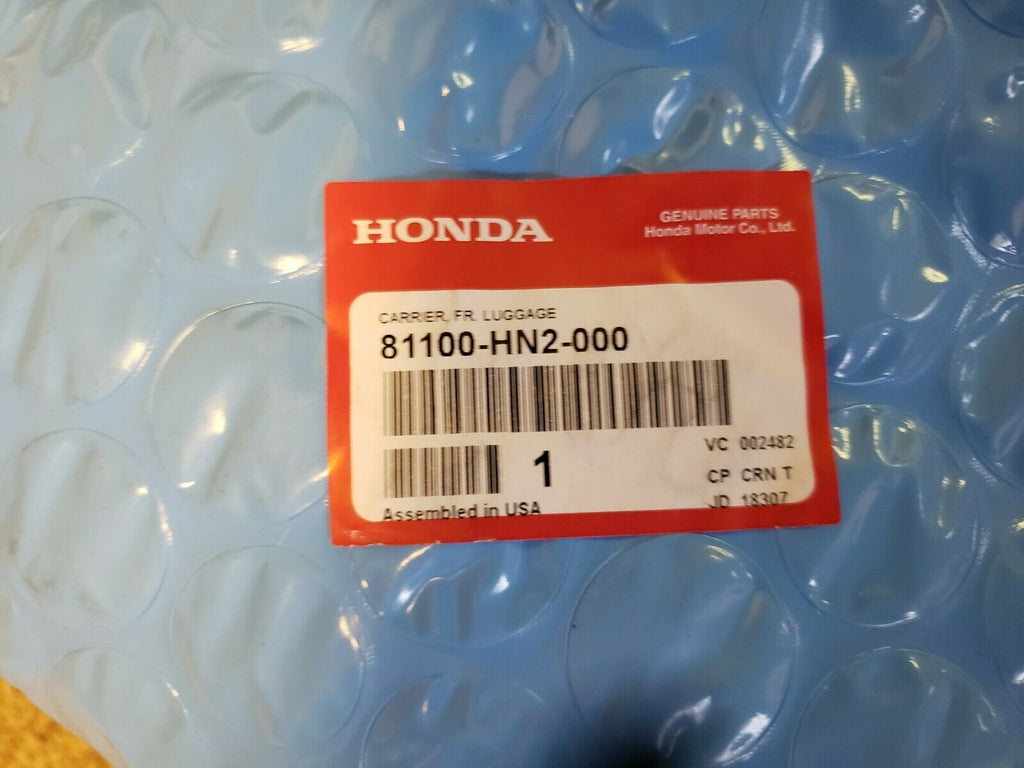 HONDA
GENUINE PARTS
Honda Motor Co., Ltd.
CARRIER, FR. LUGGAGE
81100-HN2-000
1
VC 002482
CP CRN T
JD 18307
Assembled in USA